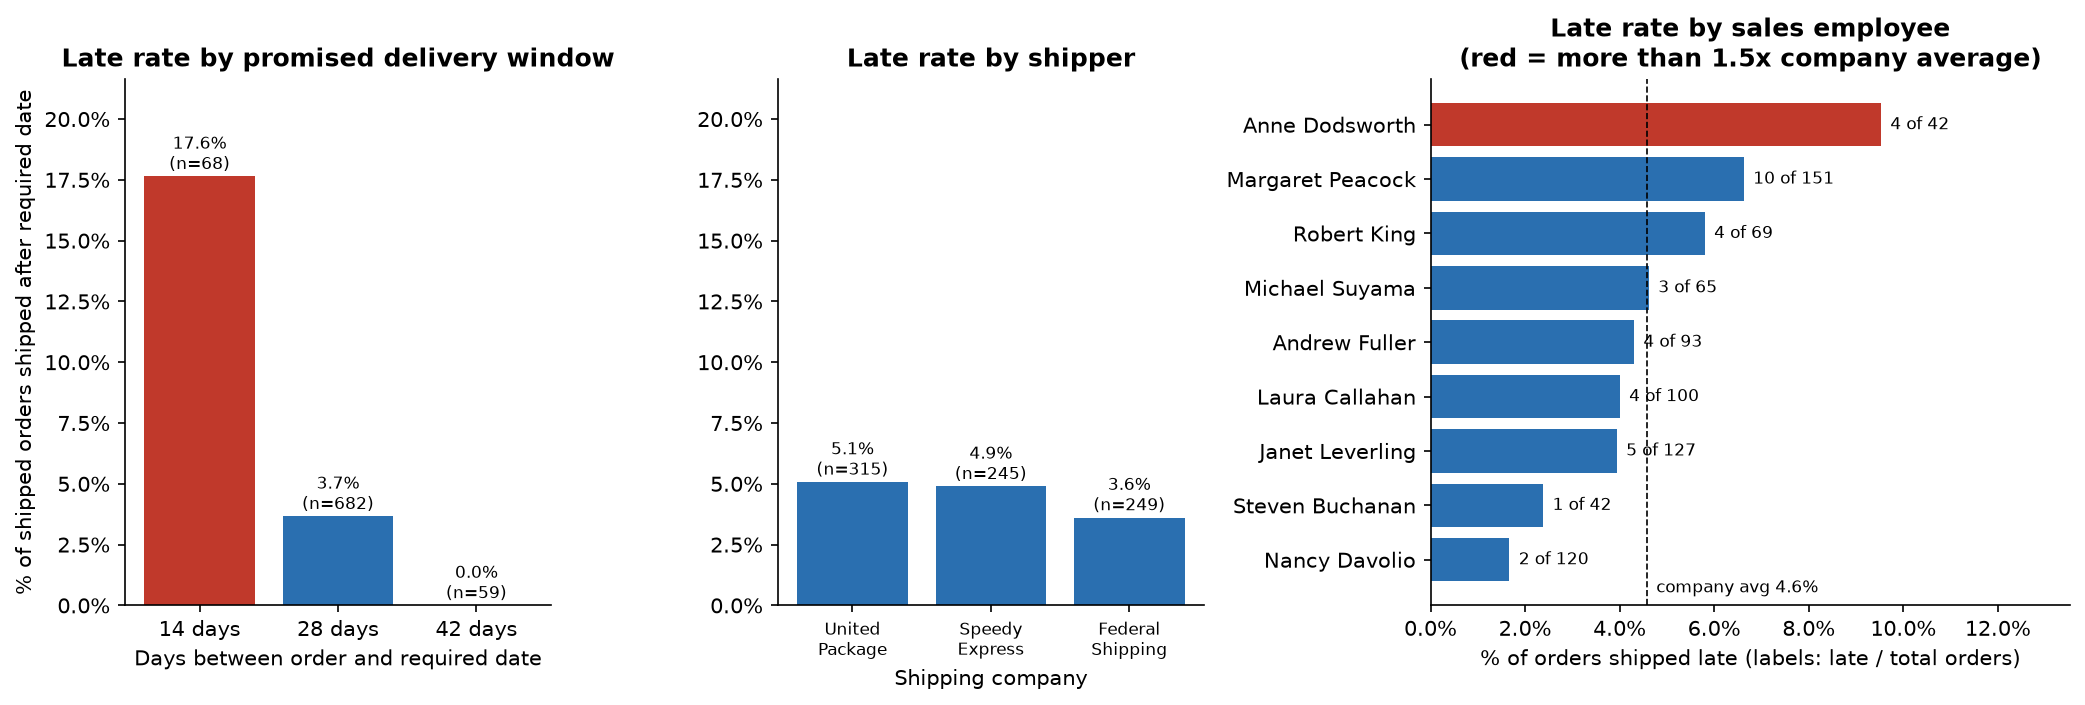 Late rate by promised delivery window
% of shipped orders shipped after required date
20.0%
17.5%
15.0%
12.5%
10.0%
7.5%
5.0%
2.5%
0.0%
17.6%
(n=68)
3.7%
(n=682)
0.0%
(n=59)
14 days
28 days
42 days
Days between order and required date
Late rate by shipper
20.0%
17.5%
15.0%
12.5%
10.0%
7.5%
5.0%
2.5%
0.0%
5.1%
(n=315)
4.9%
(n=245)
3.6%
(n=249)
United
Package
Speedy
Express
Federal
Shipping
Shipping company
Late rate by sales employee
(red = more than 1.5x company average)
Anne Dodsworth
4 of 42
Margaret Peacock
10 of 151
Robert King
4 of 69
Michael Suyama
3 of 65
Andrew Fuller
4 of 93
Laura Callahan
4 of 100
Janet Leverling
5 of 127
Steven Buchanan
1 of 42
Nancy Davolio
2 of 120
company avg 4.6%
0.0%
2.0%
4.0%
6.0%
8.0%
10.0%
12.0%
% of orders shipped late (labels: late / total orders)